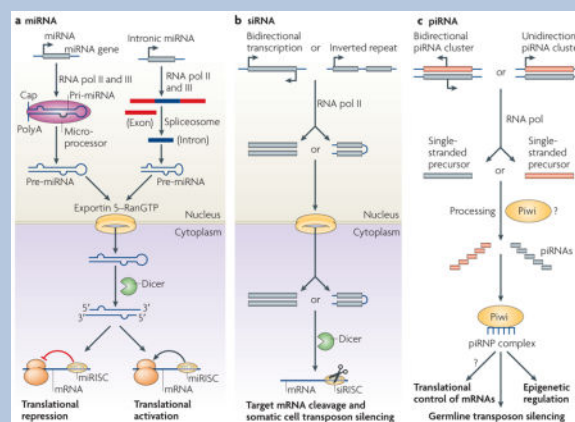 a miRNA
miRNA
miRNA gene
Intronic miRNA
RNA pol II and III
RNA pol II
and III
Cap
Pri-miRNA
(Exon)
Spliceosome
PolyA
Micro-
processor
(Intron)
Pre-miRNA
Pre-miRNA
Exportin 5–RanGTP
Nucleus
Cytoplasm
Dicer
5′
3′
3′
5′
miRISC
mRNA
miRISC
mRNA
Translational
repression
Translational
activation
b siRNA
Bidirectional
transcription
or
Inverted repeat
RNA pol II
or
Nucleus
Cytoplasm
or
Dicer
mRNA
siRISC
Target mRNA cleavage and
somatic cell transposon silencing
c piRNA
Bidirectional
piRNA cluster
or
Unidirection
piRNA clust
RNA pol
Single-
stranded
precursor
or
Single-
stranded
precursor
Processing
Piwi
?
piRNAs
Piwi
piRNP complex
?
Translational
control of mRNAs
Epigenetic
regulation
Germline transposon silencing